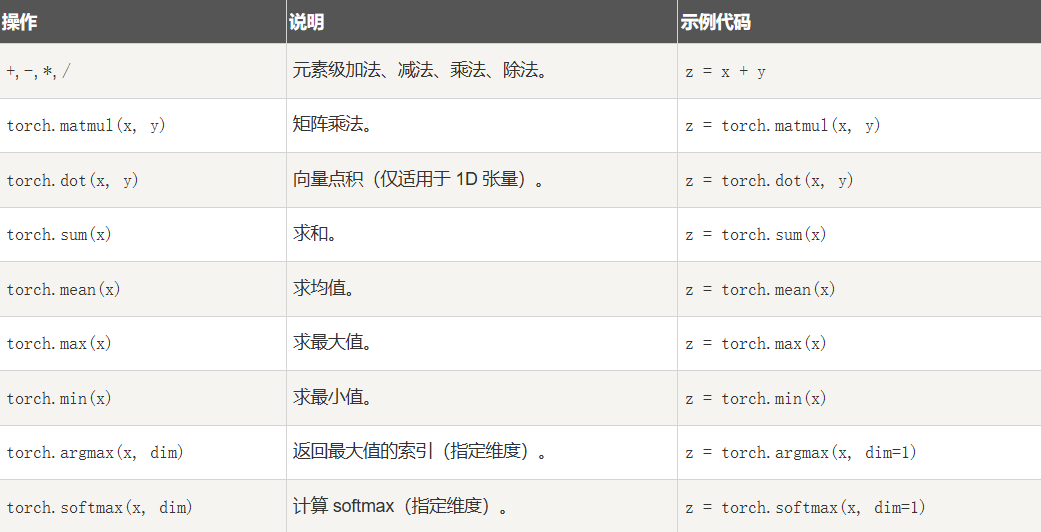 操作 说明 示例代码
+,-,*,/ 元素级加法、减法、乘法、除法。 z = x + y
torch.matmul(x, y) 矩阵乘法。 z = torch.matmul(x, y)
torch.dot(x, y) 向量点积（仅适用于 1D 张量）。 z = torch.dot(x, y)
torch.sum(x) 求和。 z = torch.sum(x)
torch.mean(x) 求均值。 z = torch.mean(x)
torch.max(x) 求最大值。 z = torch.max(x)
torch.min(x) 求最小值。 z = torch.min(x)
torch.argmax(x, dim) 返回最大值的索引（指定维度）。 z = torch.argmax(x, dim=1)
torch.softmax(x, dim) 计算 softmax（指定维度）。 z = torch.softmax(x, dim=1)